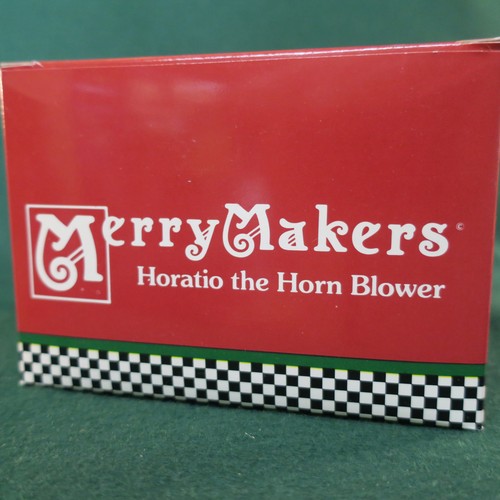 MerryMakers©
Horatio the Horn Blower